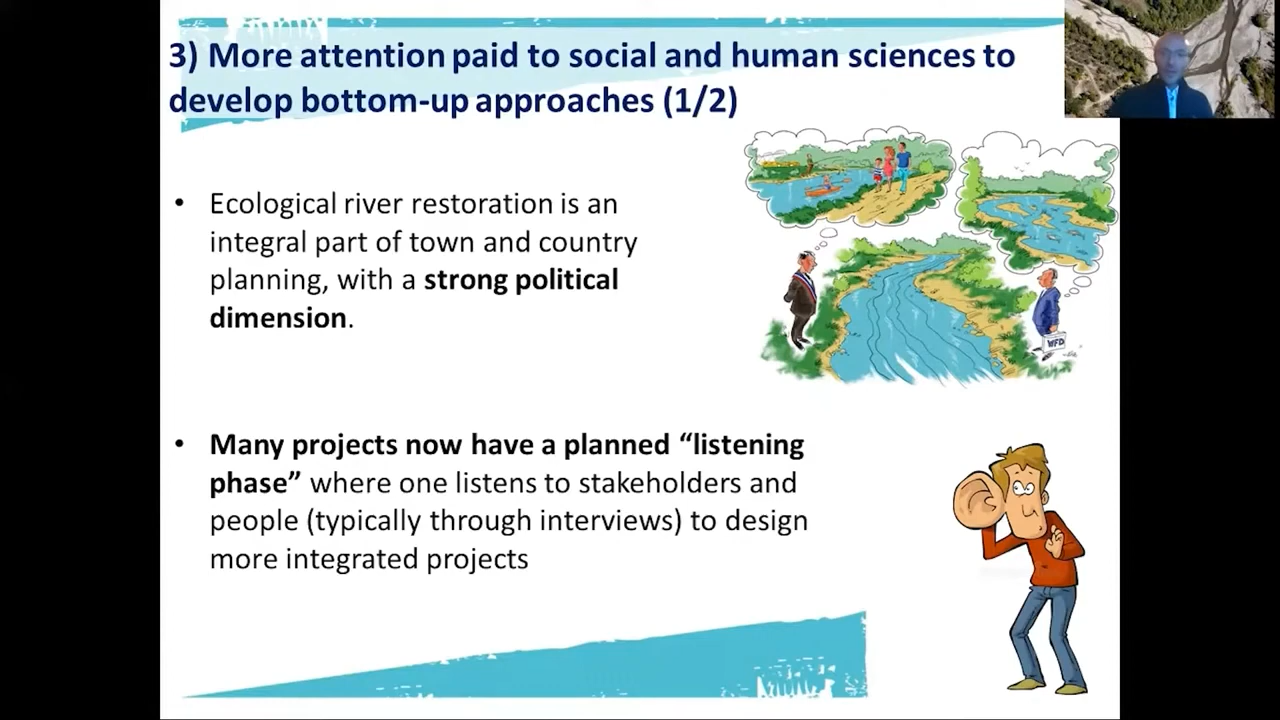 3) More attention paid to social and human sciences to
develop bottom-up approaches (1/2)
• Ecological river restoration is an
integral part of town and country
planning, with a strong political
dimension.
WFD
• Many projects now have a planned “listening
phase” where one listens to stakeholders and
people (typically through interviews) to design
more integrated projects